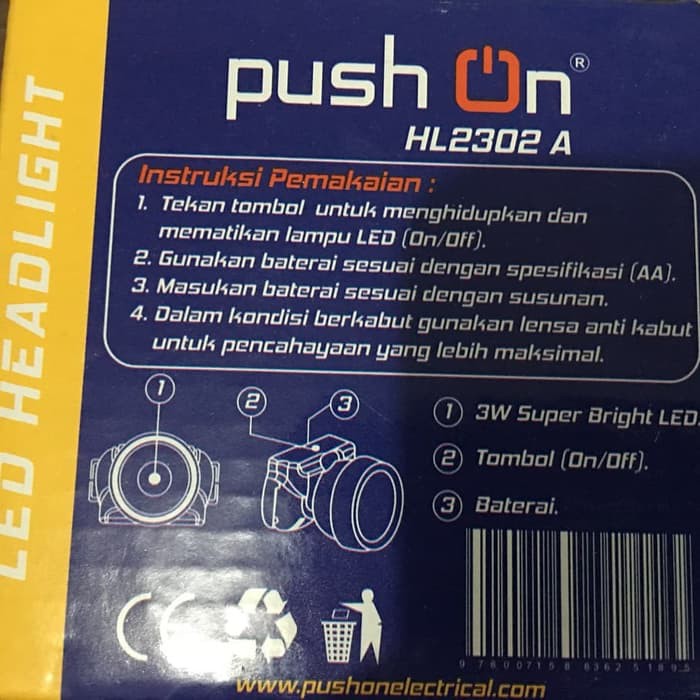 LED HEADLIGHT
push On®
HL2302 A
Instruksi Pemakaian :
1. Tekan tombol untuk menghidupkan dan
mematikan lampu LED (On/Off).
2. Gunakan baterai sesuai dengan spesifikasi (AA).
3. Masukan baterai sesuai dengan susunan.
4. Dalam kondisi berkabut gunakan lensa anti kabut
untuk pencahayaan yang lebih maksimal.
1
2
3
1 3W Super Bright LED.
2 Tombol (On/Off).
3 Baterai.
CE
www.pushonelectrical.com